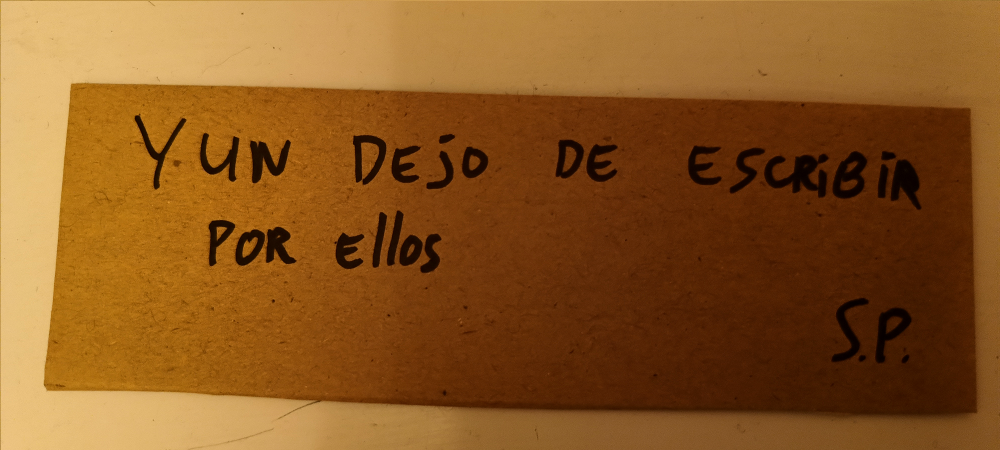 YUN DEjO DE ESCRiBiR
POR Ellos
S.P.